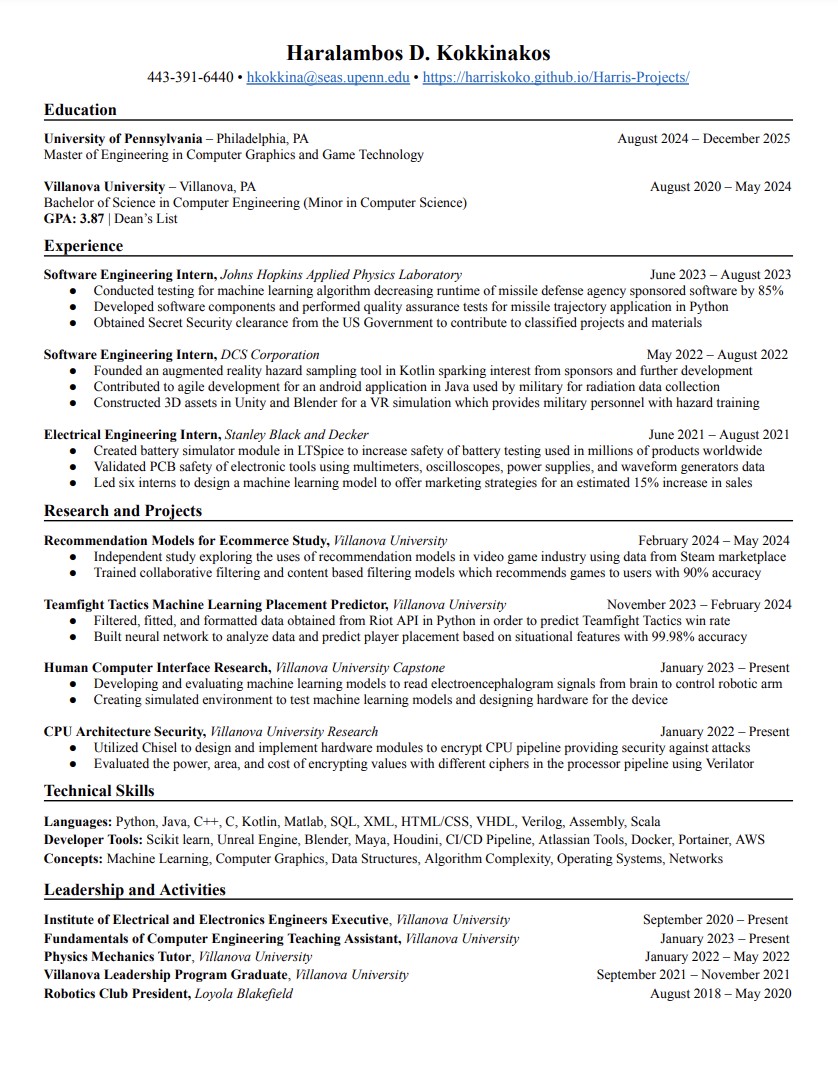 Haralambos D. Kokkinakos
443-391-6440 • hkokkina@seas.upenn.edu • https://harriskoko.github.io/Harris-Projects/
Education
University of Pennsylvania – Philadelphia, PA August 2024 – December 2025
Master of Engineering in Computer Graphics and Game Technology
Villanova University – Villanova, PA August 2020 – May 2024
Bachelor of Science in Computer Engineering (Minor in Computer Science)
GPA: 3.87 | Dean's List
Experience
Software Engineering Intern, Johns Hopkins Applied Physics Laboratory June 2023 – August 2023
● Conducted testing for machine learning algorithm decreasing runtime of missile defense agency sponsored software by 85%
● Developed software components and performed quality assurance tests for missile trajectory application in Python
● Obtained Secret Security clearance from the US Government to contribute to classified projects and materials
Software Engineering Intern, DCS Corporation May 2022 – August 2022
● Founded an augmented reality hazard sampling tool in Kotlin sparking interest from sponsors and further development
● Contributed to agile development for an android application in Java used by military for radiation data collection
● Constructed 3D assets in Unity and Blender for a VR simulation which provides military personnel with hazard training
Electrical Engineering Intern, Stanley Black and Decker June 2021 – August 2021
● Created battery simulator module in LTSpice to increase safety of battery testing used in millions of products worldwide
● Validated PCB safety of electronic tools using multimeters, oscilloscopes, power supplies, and waveform generators data
● Led six interns to design a machine learning model to offer marketing strategies for an estimated 15% increase in sales
Research and Projects
Recommendation Models for Ecommerce Study, Villanova University February 2024 – May 2024
● Independent study exploring the uses of recommendation models in video game industry using data from Steam marketplace
● Trained collaborative filtering and content based filtering models which recommends games to users with 90% accuracy
Teamfight Tactics Machine Learning Placement Predictor, Villanova University November 2023 – February 2024
● Filtered, fitted, and formatted data obtained from Riot API in Python in order to predict Teamfight Tactics win rate
● Built neural network to analyze data and predict player placement based on situational features with 99.98% accuracy
Human Computer Interface Research, Villanova University Capstone January 2023 – Present
● Developing and evaluating machine learning models to read electroencephalogram signals from brain to control robotic arm
● Creating simulated environment to test machine learning models and designing hardware for the device
CPU Architecture Security, Villanova University Research January 2022 – Present
● Utilized Chisel to design and implement hardware modules to encrypt CPU pipeline providing security against attacks
● Evaluated the power, area, and cost of encrypting values with different ciphers in the processor pipeline using Verilator
Technical Skills
Languages: Python, Java, C++, C, Kotlin, Matlab, SQL, XML, HTML/CSS, VHDL, Verilog, Assembly, Scala
Developer Tools: Scikit learn, Unreal Engine, Blender, Maya, Houdini, CI/CD Pipeline, Atlassian Tools, Docker, Portainer, AWS
Concepts: Machine Learning, Computer Graphics, Data Structures, Algorithm Complexity, Operating Systems, Networks
Leadership and Activities
Institute of Electrical and Electronics Engineers Executive, Villanova University September 2020 – Present
Fundamentals of Computer Engineering Teaching Assistant, Villanova University January 2023 – Present
Physics Mechanics Tutor, Villanova University January 2022 – May 2022
Villanova Leadership Program Graduate, Villanova University September 2021 – November 2021
Robotics Club President, Loyola Blakefield August 2018 – May 2020